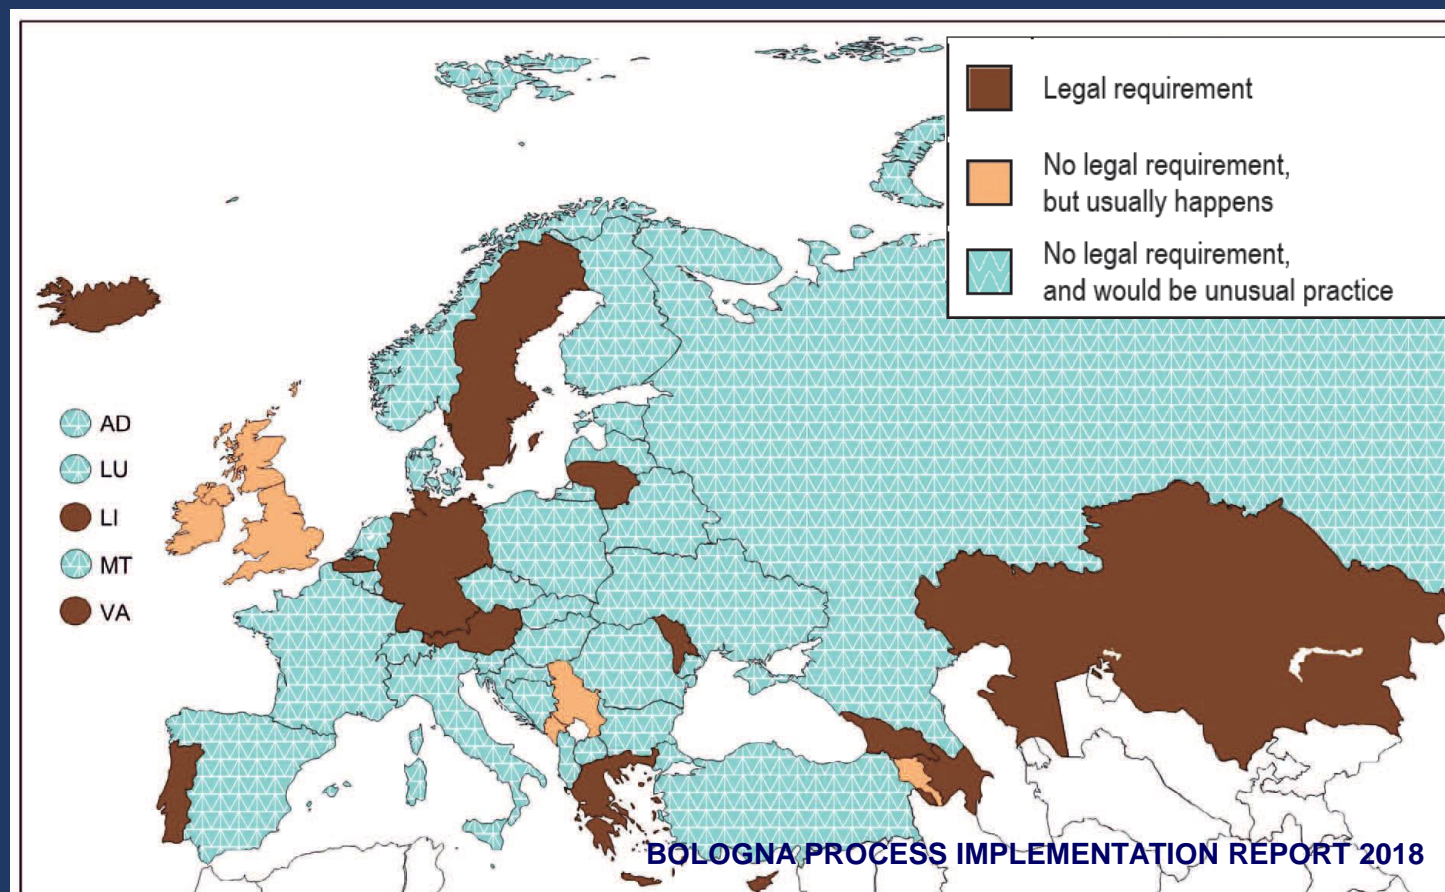 Legal requirement
No legal requirement,
but usually happens
No legal requirement,
and would be unusual practice
AD
LU
LI
MT
VA
BOLOGNA PROCESS IMPLEMENTATION REPORT 2018